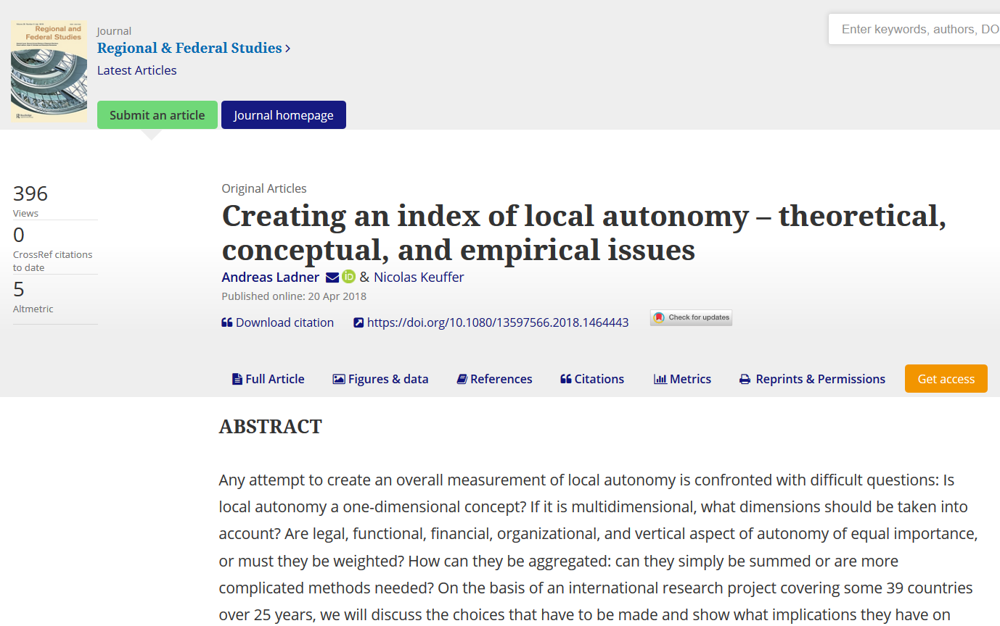 Regional and
Federal Studies
Journal
Regional & Federal Studies
Latest Articles
Submit an article
Journal homepage
Enter keywords, authors, DO
396
Views
0
CrossRef citations
to date
5
Altmetric
Original Articles
Creating an index of local autonomy – theoretical,
conceptual, and empirical issues
Andreas Ladner iD & Nicolas Keuffer
Published online: 20 Apr 2018
Download citation
https://doi.org/10.1080/13597566.2018.1464443
Check for updates
Full Article
Figures & data
References
Citations
Metrics
Reprints & Permissions
Get access
ABSTRACT
Any attempt to create an overall measurement of local autonomy is confronted with difficult questions: Is
local autonomy a one-dimensional concept? If it is multidimensional, what dimensions should be taken into
account? Are legal, functional, financial, organizational, and vertical aspect of autonomy of equal importance,
or must they be weighted? How can they be aggregated: can they simply be summed or are more
complicated methods needed? On the basis of an international research project covering some 39 countries
over 25 years, we will discuss the choices that have to be made and show what implications they have on